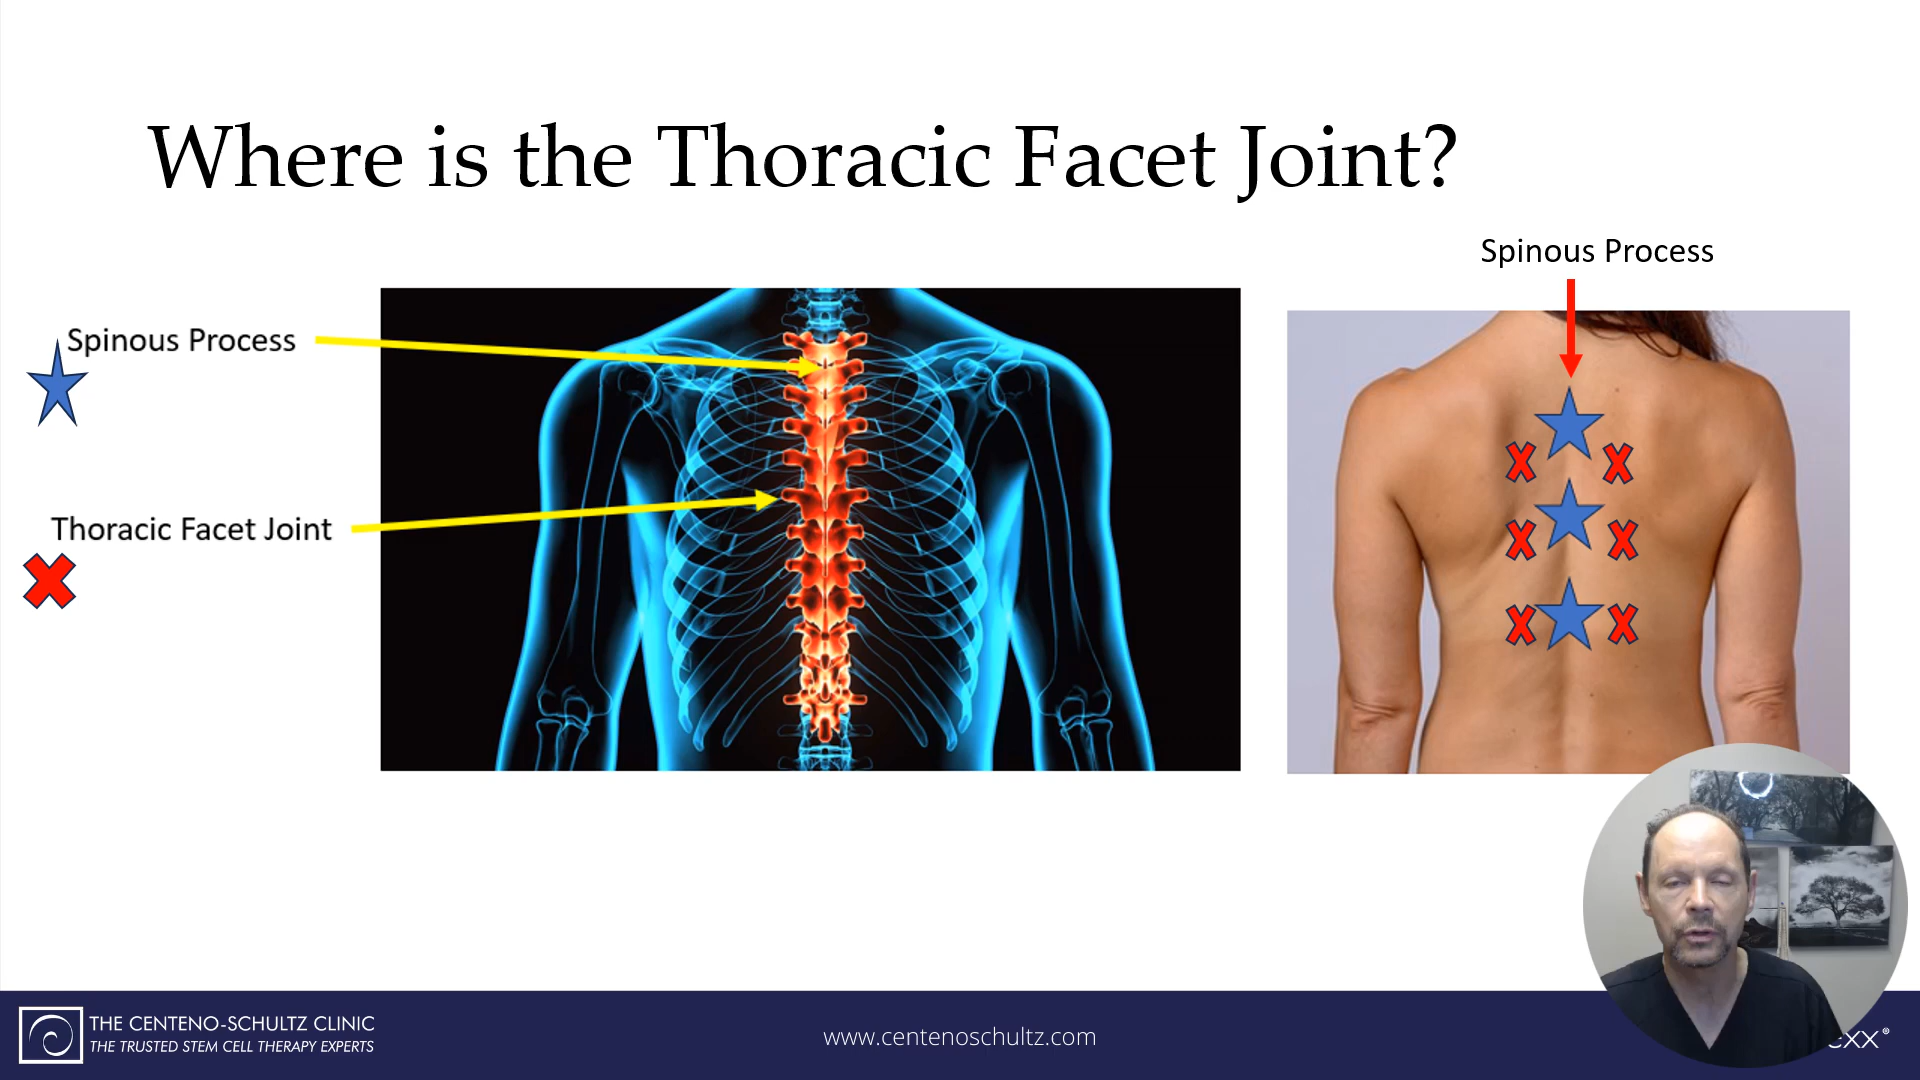 Where is the Thoracic Facet Joint?
Spinous Process
Spinous Process
Thoracic Facet Joint
THE CENTENO-SCHULTZ CLINIC
THE TRUSTED STEM CELL THERAPY EXPERTS
www.centenoschultz.com